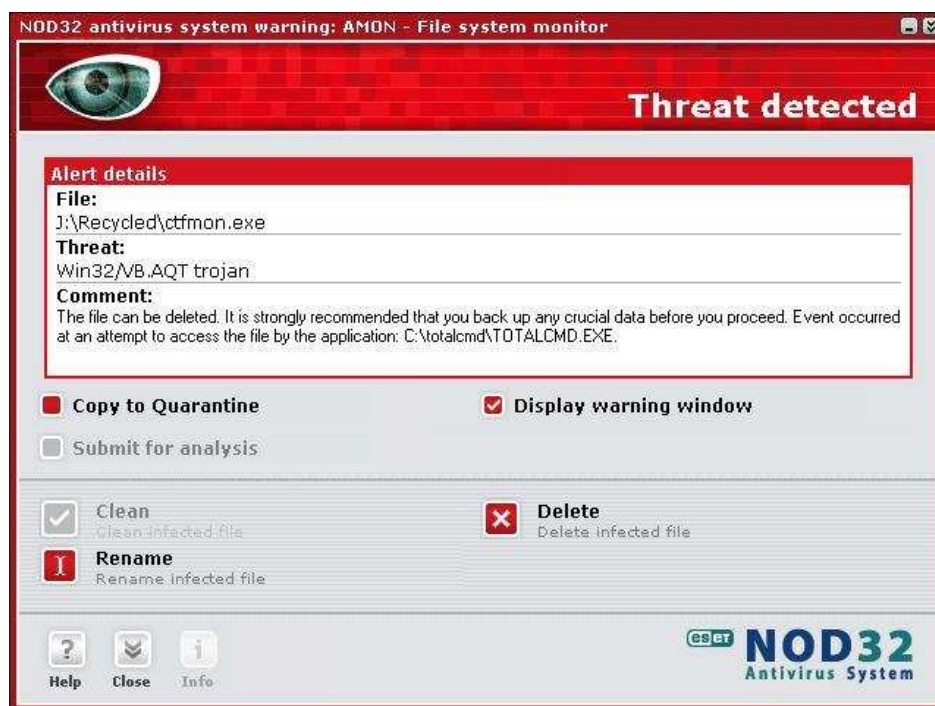 NOD32 antivirus system warning: AMON - File system monitor
Threat detected
Alert details
File:
J:\Recycled\ctfmon.exe
Threat:
Win32/VB.AQT trojan
Comment:
The file can be deleted. It is strongly recommended that you back up any crucial data before you proceed. Event occurred
at an attempt to access the file by the application: C:\totalcmd\TOTALCMD.EXE.
Copy to Quarantine
Display warning window
Submit for analysis
Clean
Clean infected file
Delete
Delete infected file
Rename
Rename infected file
? 
Help
Close
i
Info
eseT NOD32
Antivirus System